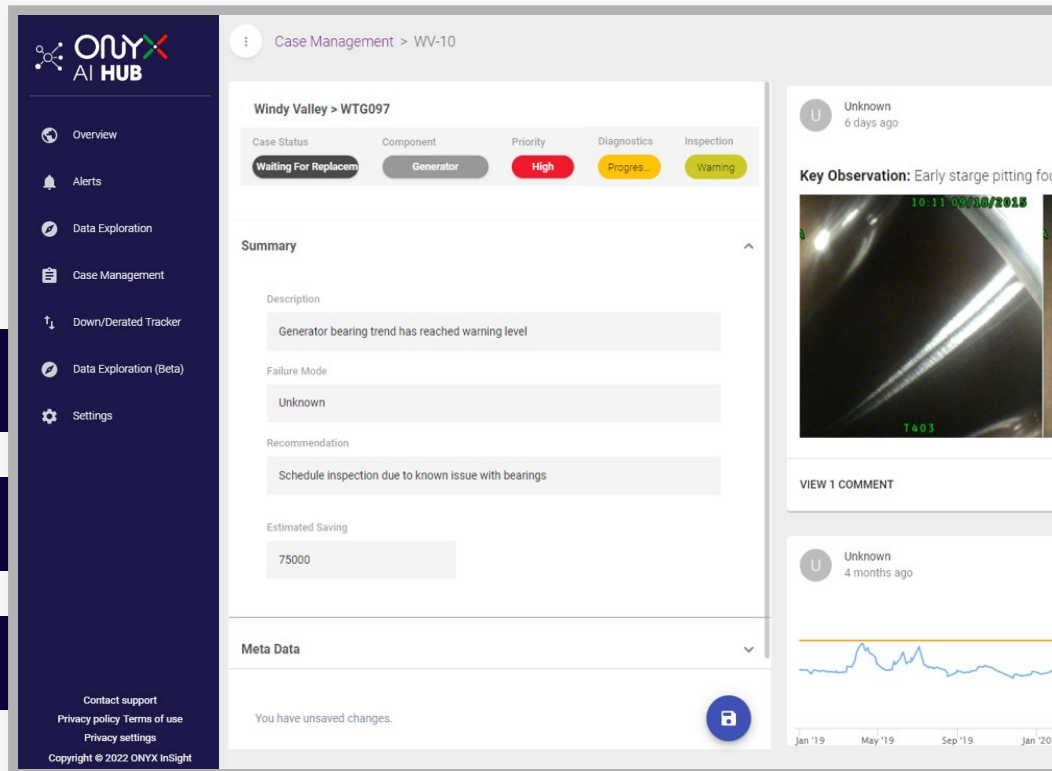 ONYX
AI HUB
Overview
Alerts
Data Exploration
Case Management
Down/Derated Tracker
Data Exploration (Beta)
Settings
Contact support
Privacy policy Terms of use
Privacy settings
Copyright © 2022 ONYX InSight
Case Management > WV-10
Windy Valley > WTG097
Case Status Component Priority Diagnostics Inspection
Waiting For Replacem Generator High Progres... Warning
Summary
Description
Generator bearing trend has reached warning level
Failure Mode
Unknown
Recommendation
Schedule inspection due to known issue with bearings
Estimated Saving
75000
Meta Data
You have unsaved changes.
U
Unknown
6 days ago
Key Observation: Early starge pitting fou
10:11 09/18/2015
A
T403
VIEW 1 COMMENT
U
Unknown
4 months ago
Jan '19 May '19 Sep '19 Jan '20